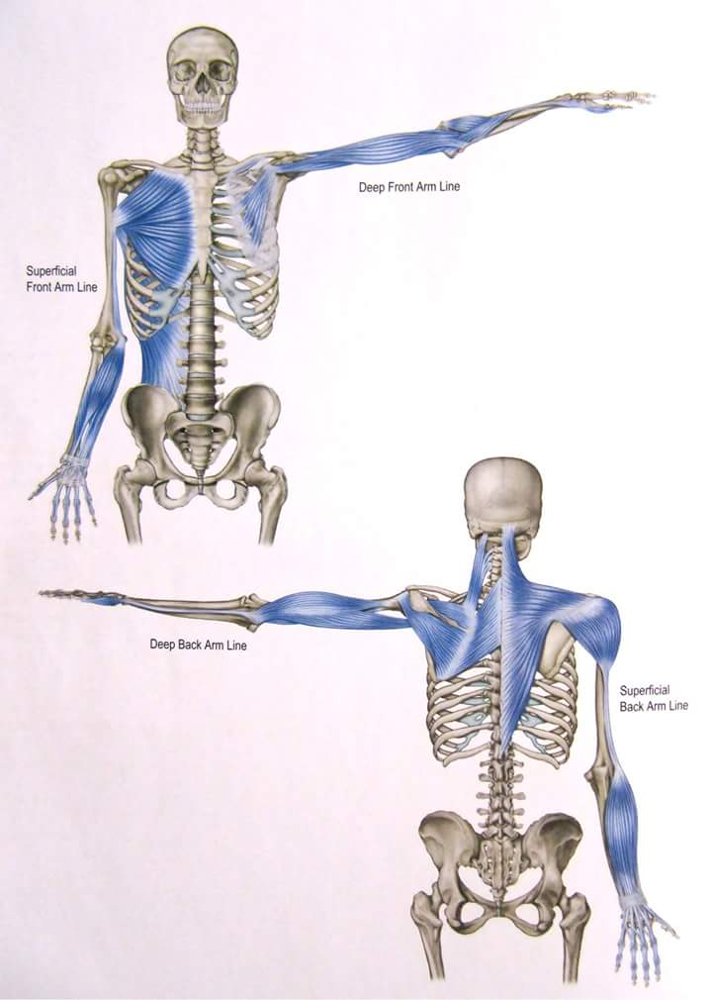 Deep Front Arm Line
Superficial
Front Arm Line
Deep Back Arm Line
Superficial
Back Arm Line